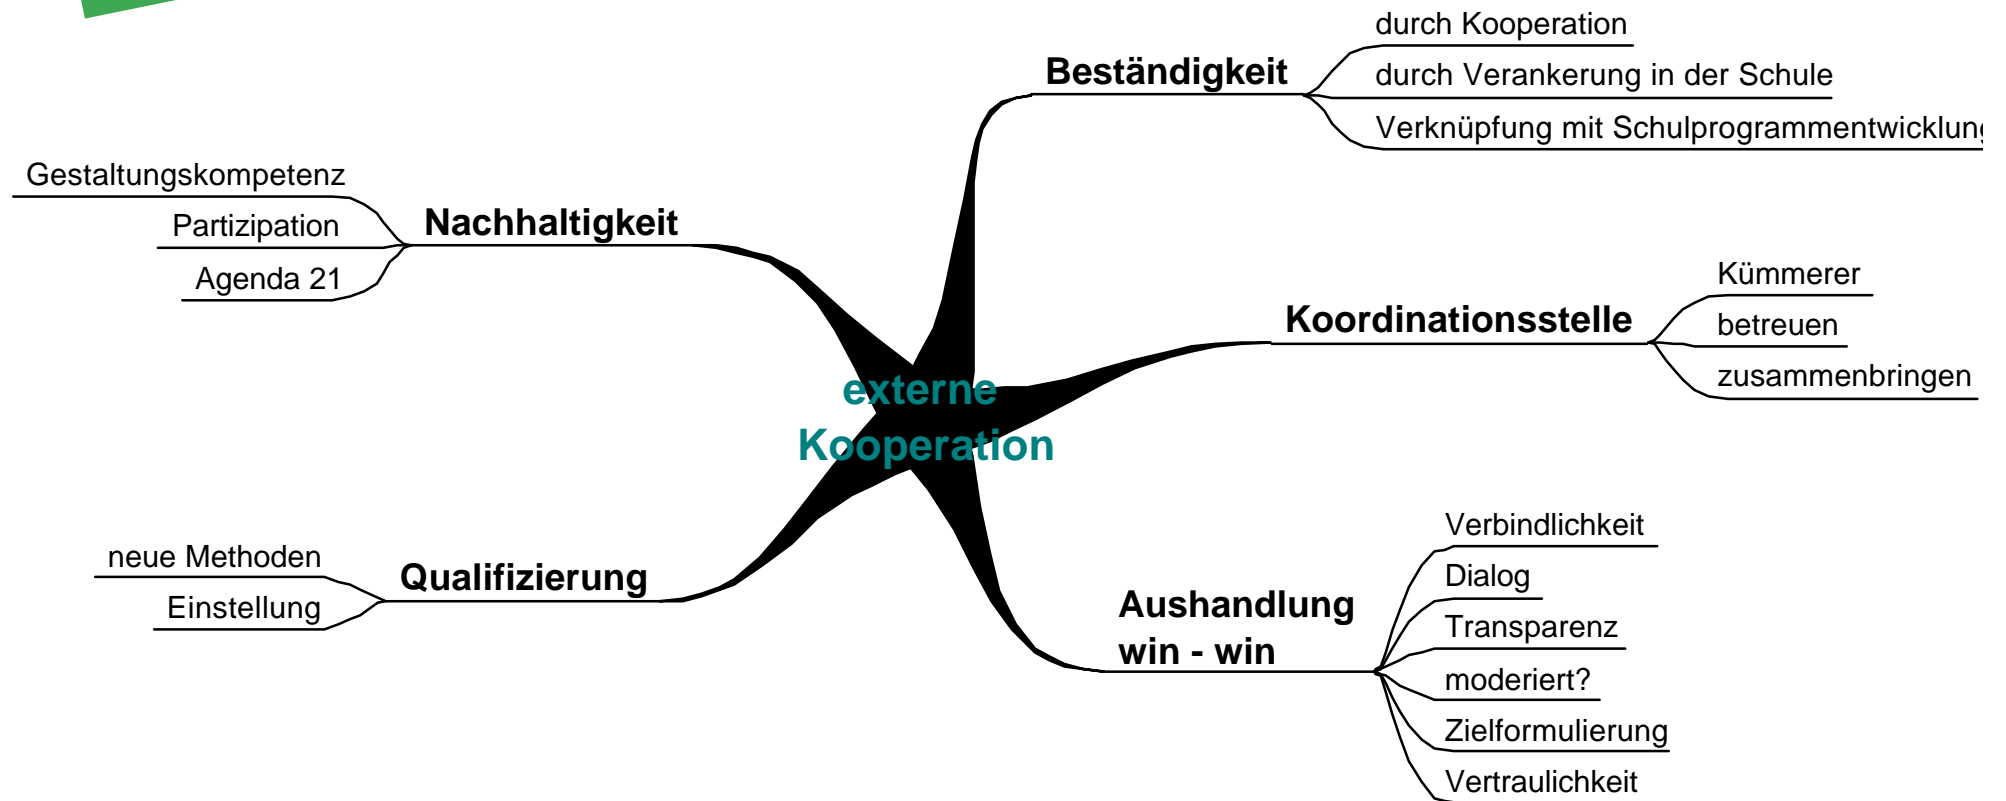 externe
Kooperation
Beständigkeit
durch Kooperation
durch Verankerung in der Schule
Verknüpfung mit Schulprogrammentwicklung
Koordinationsstelle
Kümmerer
betreuen
zusammenbringen
Aushandlung
win - win
Verbindlichkeit
Dialog
Transparenz
moderiert?
Zielformulierung
Vertraulichkeit
Qualifizierung
neue Methoden
Einstellung
Nachhaltigkeit
Gestaltungskompetenz
Partizipation
Agenda 21